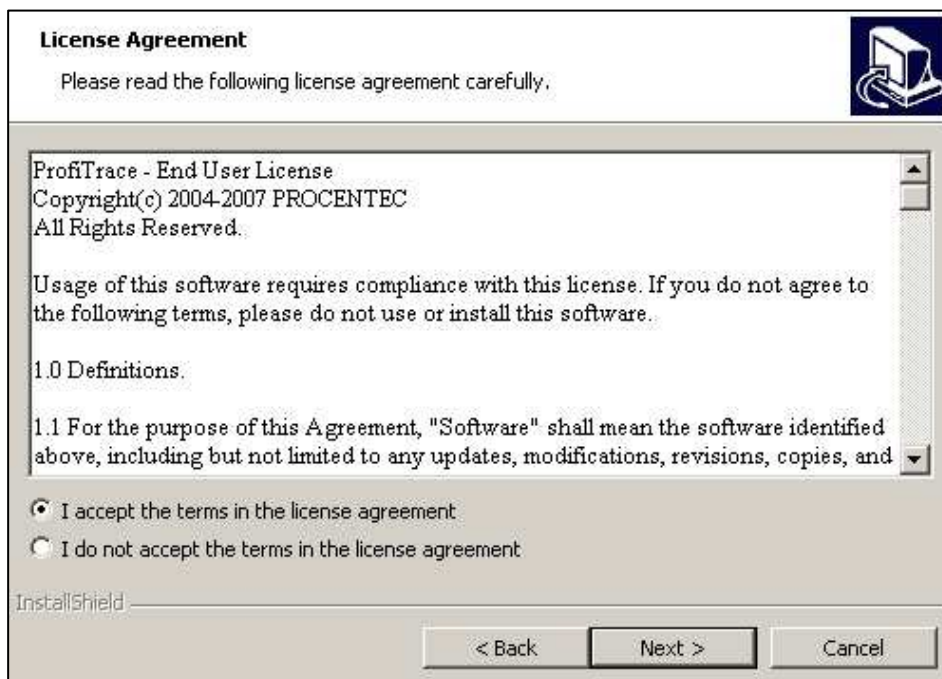 License Agreement
Please read the following license agreement carefully.
ProfiTrace - End User License
Copyright(c) 2004-2007 PROCENTEC
All Rights Reserved.
Usage of this software requires compliance with this license. If you do not agree to
the following terms, please do not use or install this software.
1.0 Definitions.
1.1 For the purpose of this Agreement, "Software" shall mean the software identified
above, including but not limited to any updates, modifications, revisions, copies, and
I accept the terms in the license agreement
I do not accept the terms in the license agreement
InstallShield
< Back Next > Cancel